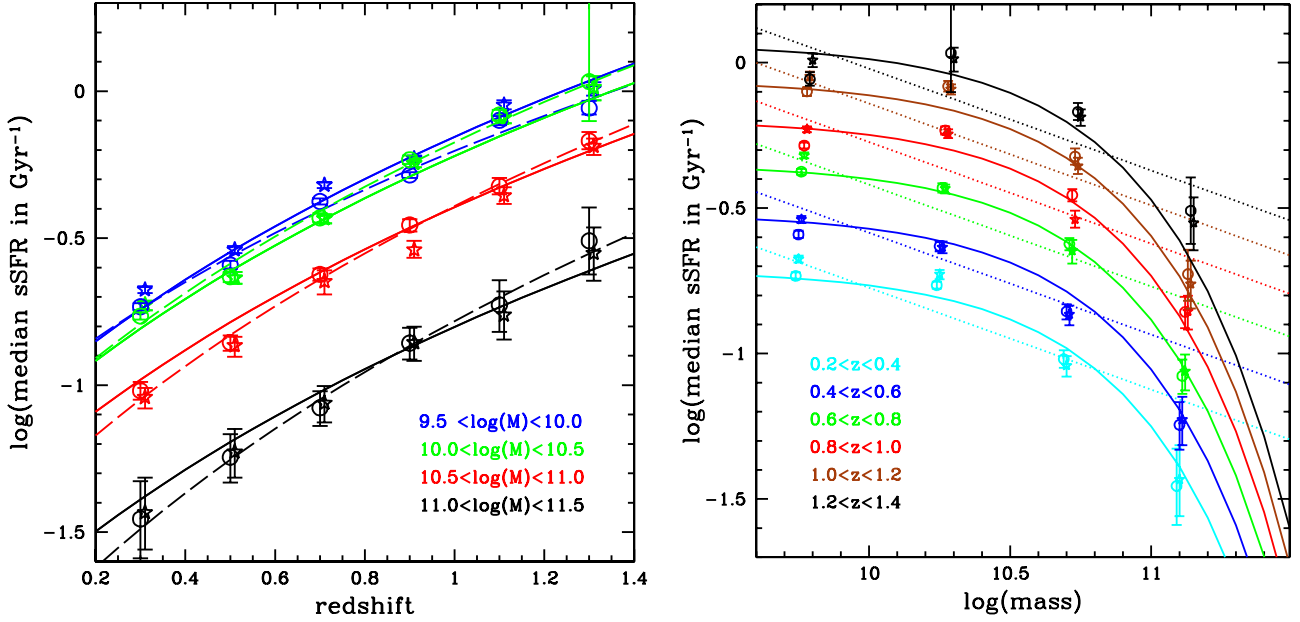 log(median sSFR in Gyr⁻¹)
0
−0.5
−1
−1.5
9.5 <log(M)<10.0
10.0<log(M)<10.5
10.5<log(M)<11.0
11.0<log(M)<11.5
0.2 0.4 0.6 0.8 1 1.2 1.4
redshift
log(median sSFR in Gyr⁻¹)
0
−0.5
−1
−1.5
0.2<z<0.4
0.4<z<0.6
0.6<z<0.8
0.8<z<1.0
1.0<z<1.2
1.2<z<1.4
10 10.5 11
log(mass)